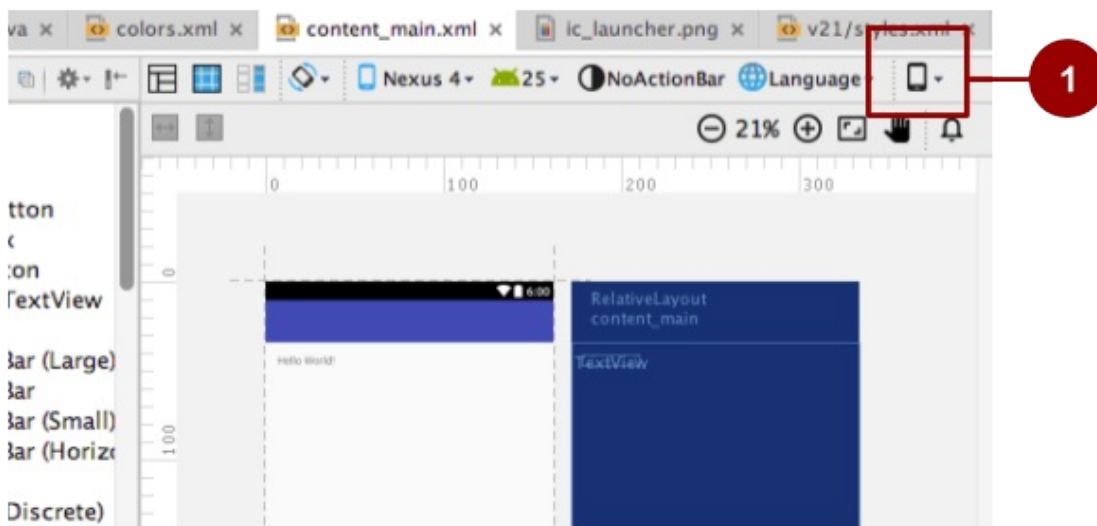 va × colors.xml × content_main.xml × ic_launcher.png × v21/styles.xml ×
Nexus 4 25 NoActionBar Language
1
21%
0 100 200 300
tton
x
ton
TextView
Bar (Large)
Bar
Bar (Small)
Bar (Horizo
Discrete)
0
100
6:00
Hello World!
RelativeLayout
content_main
TextView